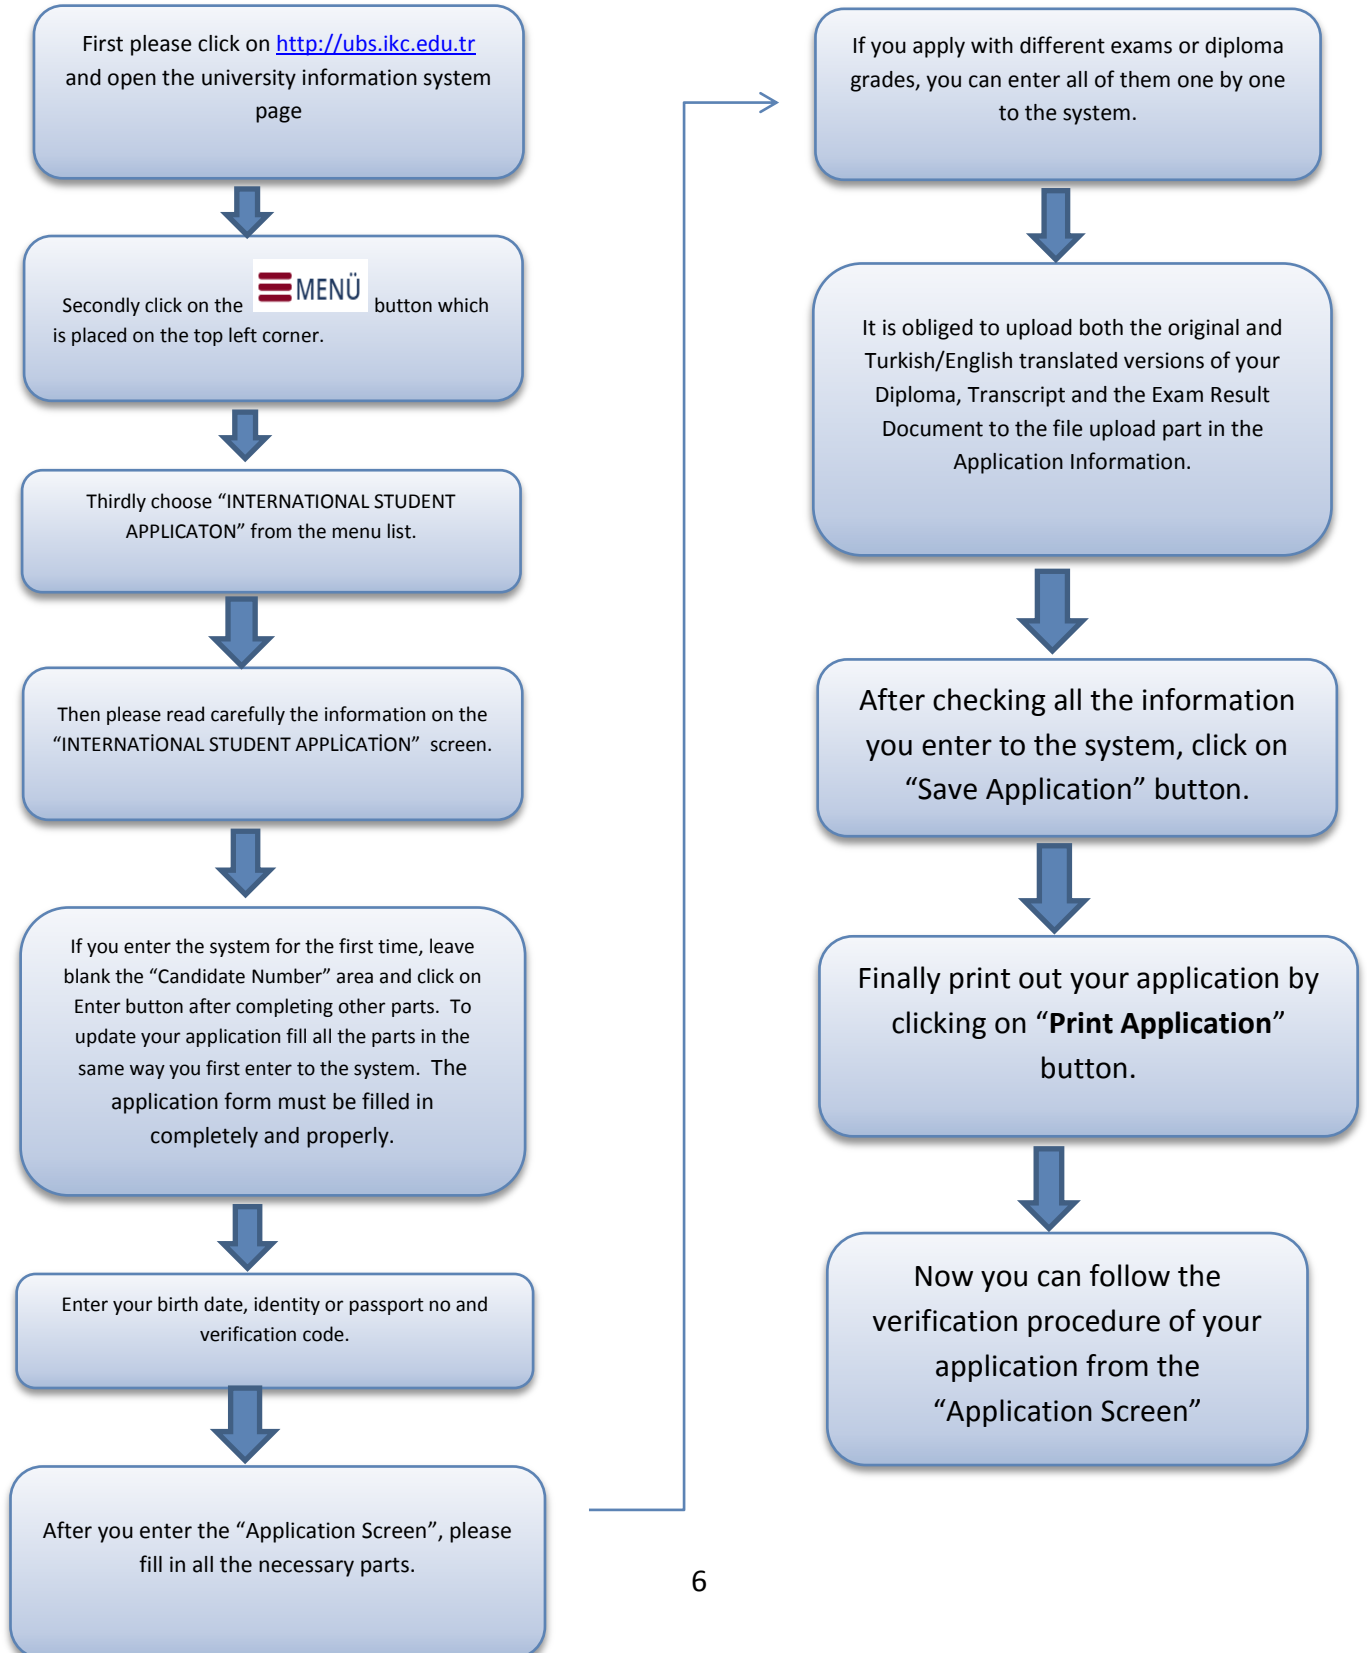 First please click on http://ubs.ikc.edu.tr
and open the university information system
page
Secondly click on the MENÜ button which
is placed on the top left corner.
Thirdly choose “INTERNATIONAL STUDENT
APPLICATON” from the menu list.
Then please read carefully the information on the
“INTERNATİONAL STUDENT APPLİCATİON” screen.
If you enter the system for the first time, leave
blank the “Candidate Number” area and click on
Enter button after completing other parts. To
update your application fill all the parts in the
same way you first enter to the system. The
application form must be filled in
completely and properly.
Enter your birth date, identity or passport no and
verification code.
After you enter the “Application Screen”, please
fill in all the necessary parts.
If you apply with different exams or diploma
grades, you can enter all of them one by one
to the system.
It is obliged to upload both the original and
Turkish/English translated versions of your
Diploma, Transcript and the Exam Result
Document to the file upload part in the
Application Information.
After checking all the information
you enter to the system, click on
“Save Application” button.
Finally print out your application by
clicking on “Print Application”
button.
Now you can follow the
verification procedure of your
application from the
“Application Screen”
6